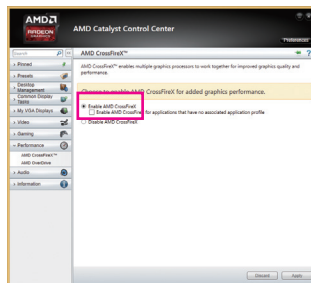 AMD
RADEON
GRAPHICS
AMD Catalyst Control Center
Preferences
Search
AMD CrossFireX™
Pinned
Presets
Desktop
Management
Common Display
Tasks
My VGA Displays
Video
Gaming
Performance
AMD CrossFireX™
AMD OverDrive
Audio
Information
AMD CrossFireX™ enables multiple graphics processors to work together for improved graphics quality and
performance.
Choose to enable AMD CrossFireX for added graphics performance.
Enable AMD CrossFireX
Enable AMD CrossFireX for applications that have no associated application profile
Disable AMD CrossFireX
Discard
Apply